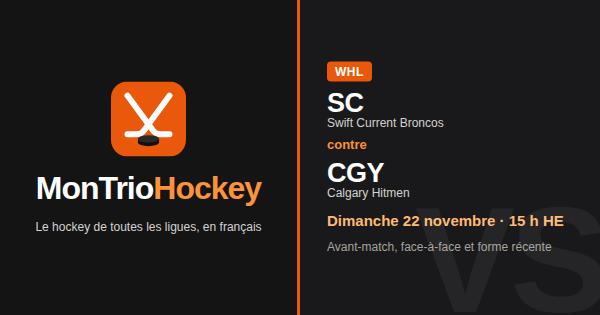 MonTrioHockey
Le hockey de toutes les ligues, en français
WHL
SC
Swift Current Broncos
contre
CGY
Calgary Hitmen
Dimanche 22 novembre · 15 h HE
Avant-match, face-à-face et forme récente
VS